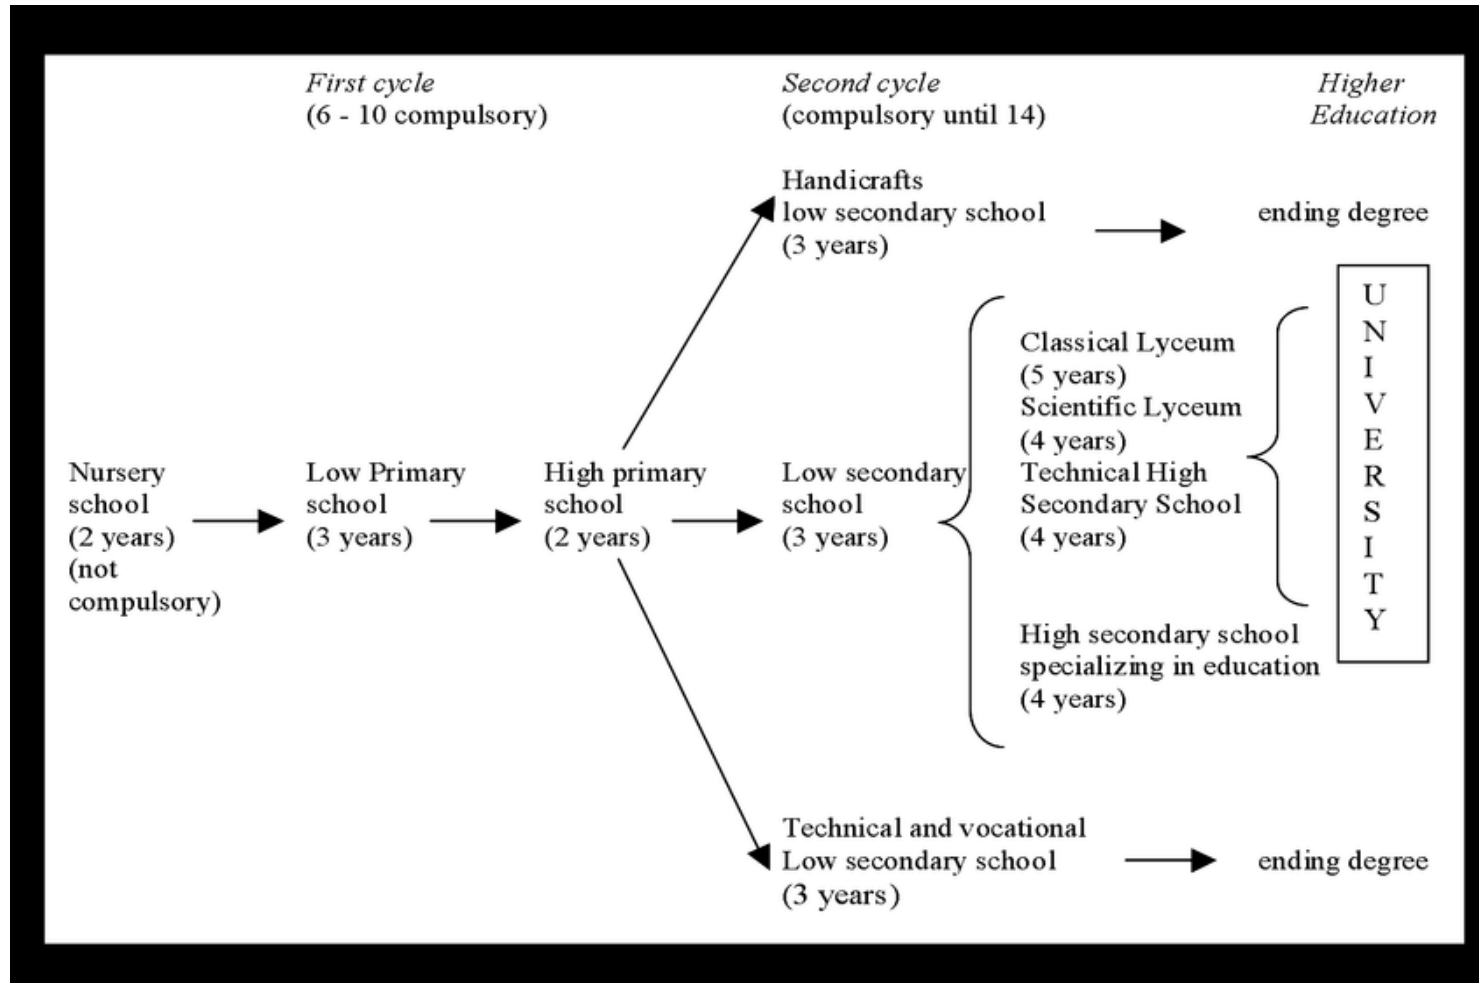 First cycle
(6 - 10 compulsory)
Second cycle
(compulsory until 14)
Higher
Education
Handicrafts
low secondary school
(3 years)
ending degree
Nursery
school
(2 years)
(not
compulsory)
Low Primary
school
(3 years)
High primary
school
(2 years)
Low secondary
school
(3 years)
Classical Lyceum
(5 years)
Scientific Lyceum
(4 years)
Technical High
Secondary School
(4 years)
High secondary school
specializing in education
(4 years)
U
N
I
V
E
R
S
I
T
Y
Technical and vocational
Low secondary school
(3 years)
ending degree